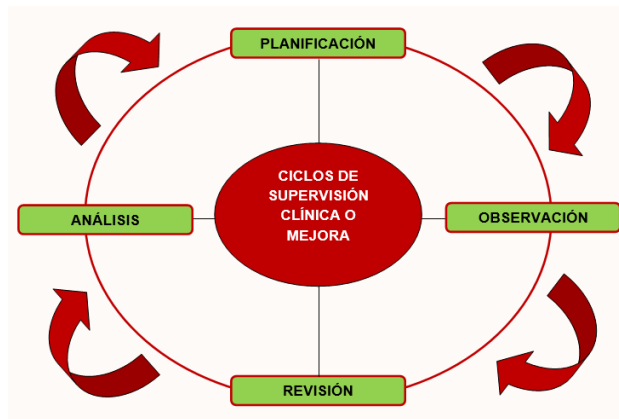 PLANIFICACIÓN
CICLOS DE
SUPERVISIÓN
CLÍNICA O
MEJORA
ANÁLISIS
OBSERVACIÓN
REVISIÓN